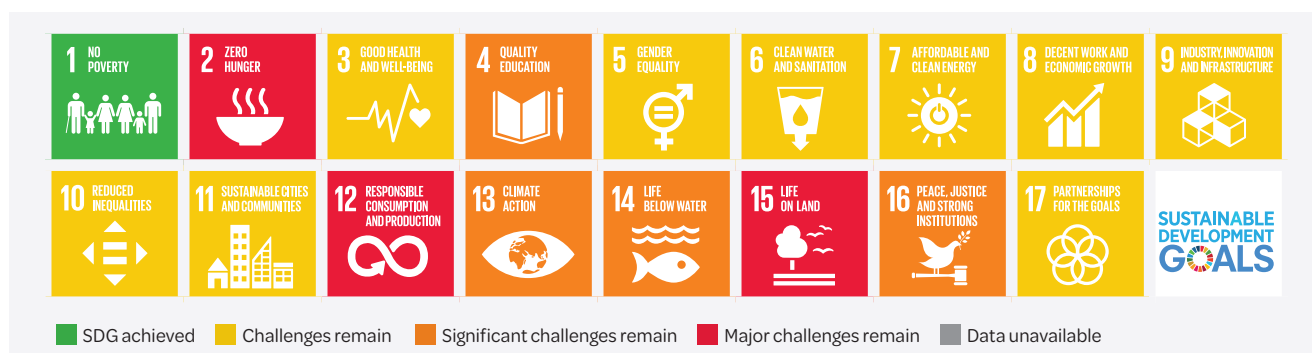 1 NO
POVERTY
2 ZERO
HUNGER
3 GOOD HEALTH
AND WELL-BEING
4 QUALITY
EDUCATION
5 GENDER
EQUALITY
6 CLEAN WATER
AND SANITATION
7 AFFORDABLE AND
CLEAN ENERGY
8 DECENT WORK AND
ECONOMIC GROWTH
9 INDUSTRY, INNOVATION
AND INFRASTRUCTURE
10 REDUCED
INEQUALITIES
11 SUSTAINABLE CITIES
AND COMMUNITIES
12 RESPONSIBLE
CONSUMPTION
AND PRODUCTION
13 CLIMATE
ACTION
14 LIFE
BELOW WATER
15 LIFE
ON LAND
16 PEACE, JUSTICE
AND STRONG
INSTITUTIONS
17 PARTNERSHIPS
FOR THE GOALS
SUSTAINABLE
DEVELOPMENT
GOALS
SDG achieved
Challenges remain
Significant challenges remain
Major challenges remain
Data unavailable